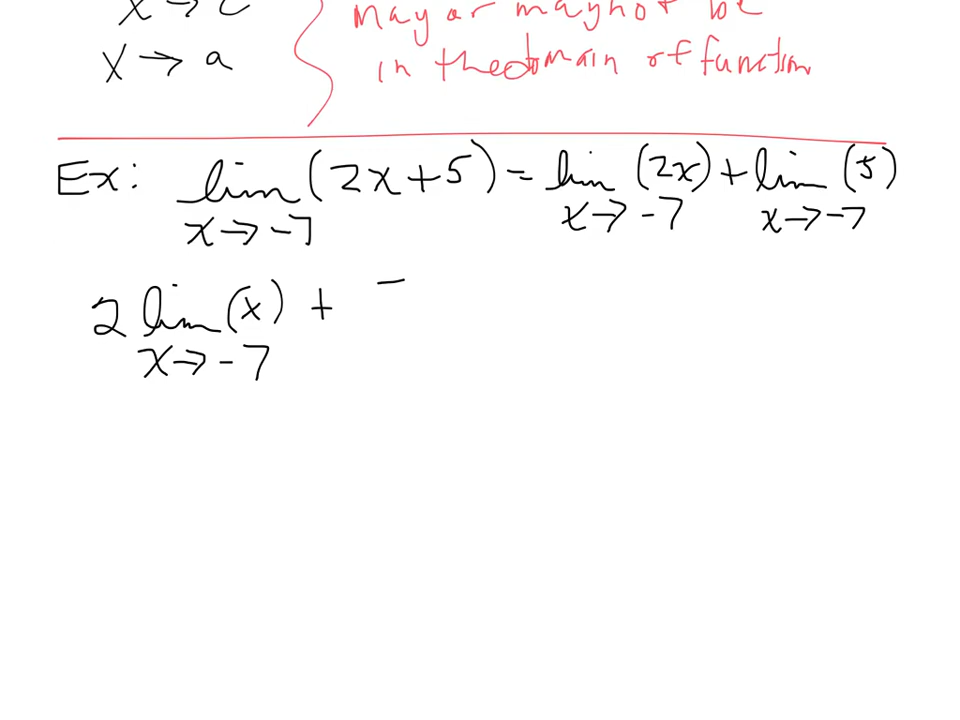 x → c
may or may not be
x → a
in the domain of function
Ex: lim (2x+5) = lim (2x) + lim (5)
x → -7 x → -7 x → -7
2 lim (x) +
x → -7